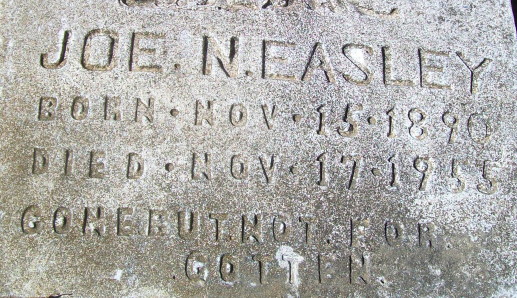 JOE. N. EASLEY
BORN · NOV · 15 · 1890
DIED · NOV · 17 · 1955
GONE BUT. NOT. FOR.
GOTTEN.